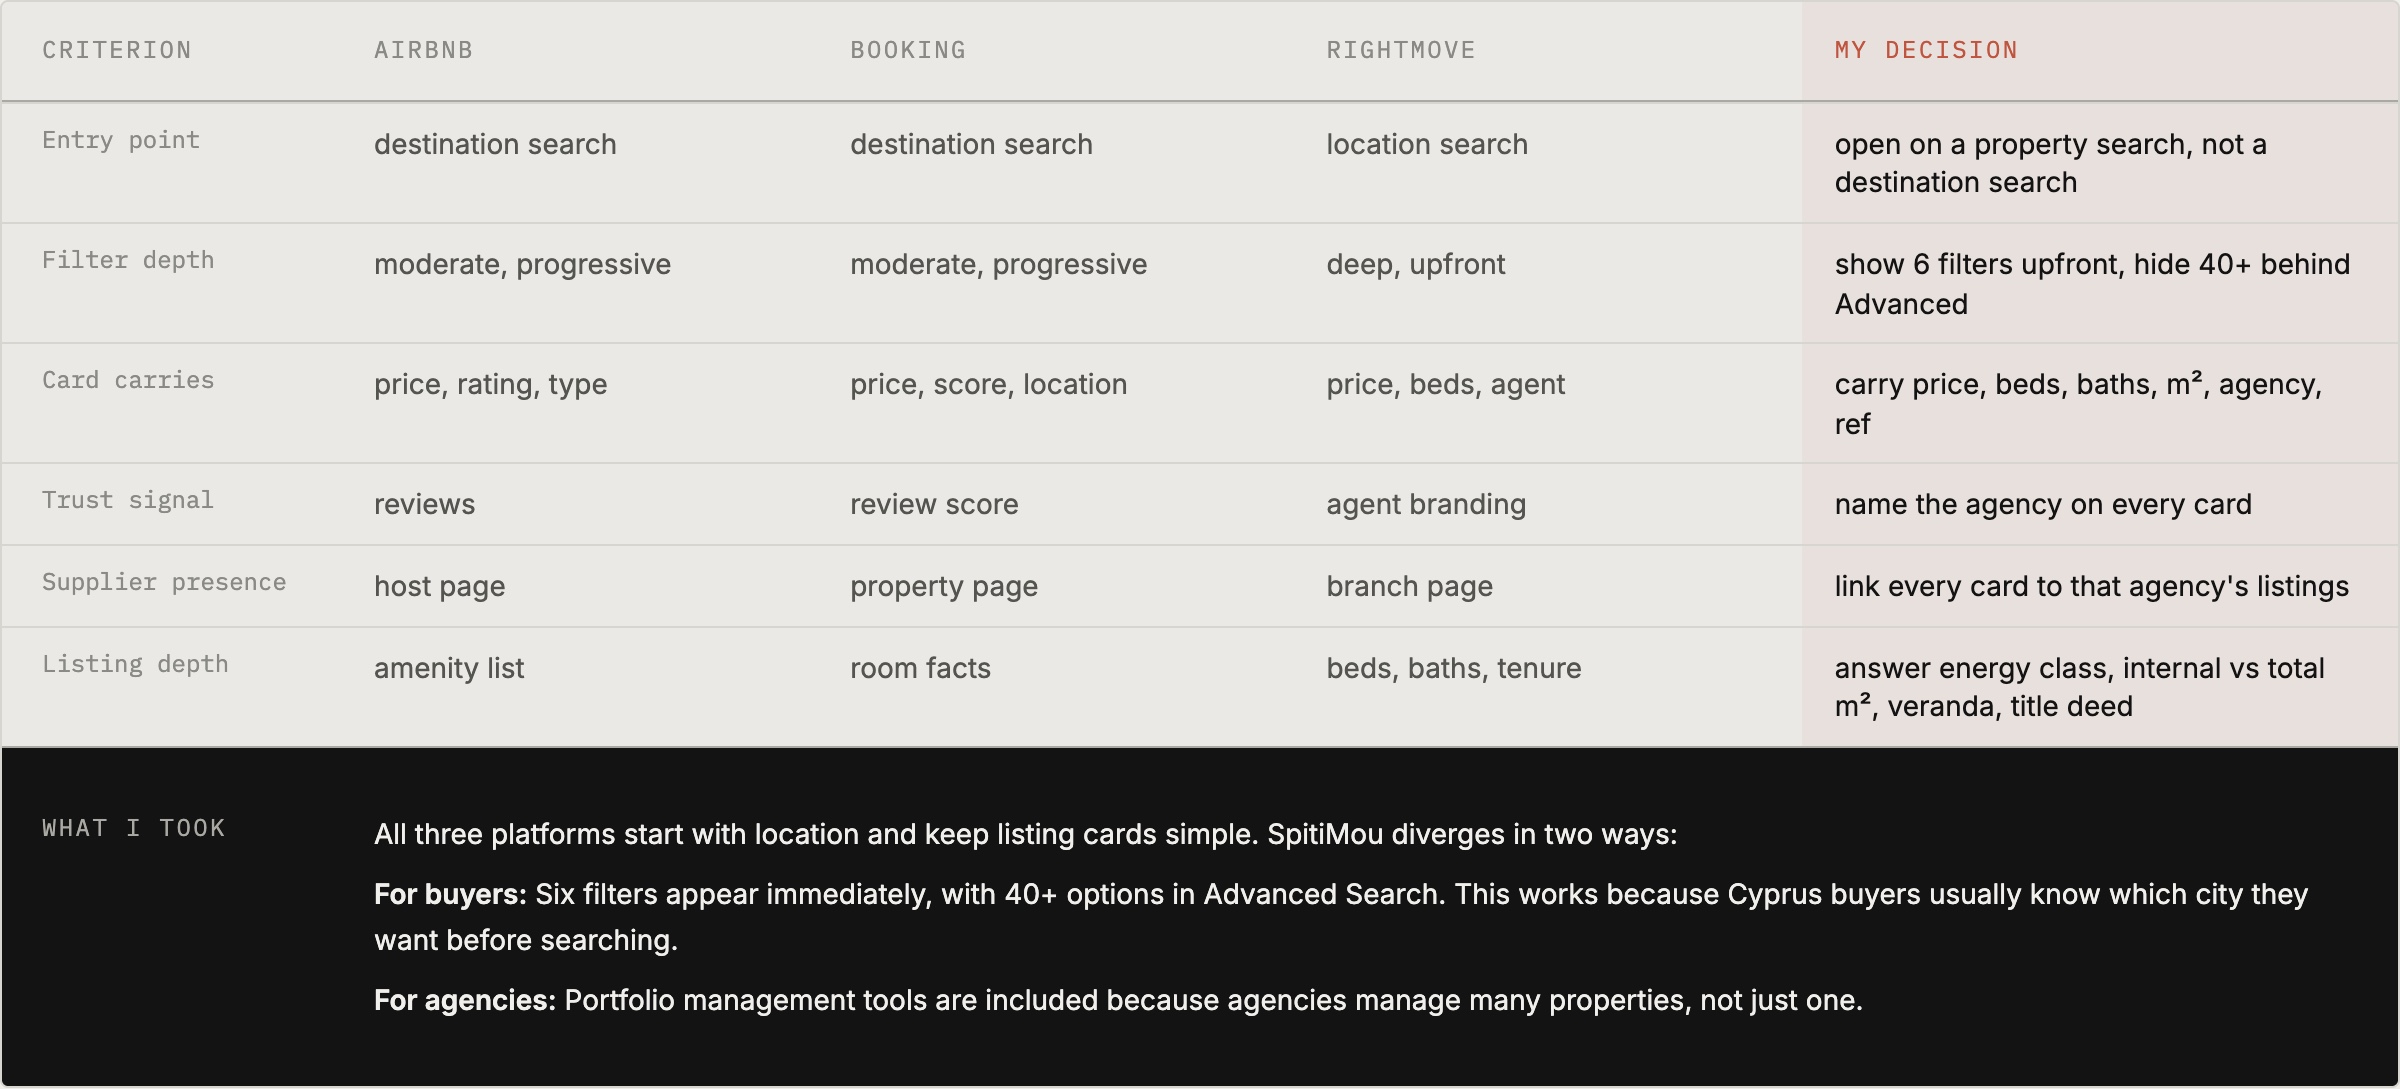 CRITERION AIRBNB BOOKING RIGHTMOVE MY DECISION
Entry point destination search destination search location search open on a property search, not a
destination search
Filter depth moderate, progressive moderate, progressive deep, upfront show 6 filters upfront, hide 40+ behind
Advanced
Card carries price, rating, type price, score, location price, beds, agent carry price, beds, baths, m², agency,
ref
Trust signal reviews review score agent branding name the agency on every card
Supplier presence host page property page branch page link every card to that agency's listings
Listing depth amenity list room facts beds, baths, tenure answer energy class, internal vs total
m², veranda, title deed
WHAT I TOOK All three platforms start with location and keep listing cards simple. SpitiMou diverges in two ways:
For buyers: Six filters appear immediately, with 40+ options in Advanced Search. This works because Cyprus buyers usually know which city they
want before searching.
For agencies: Portfolio management tools are included because agencies manage many properties, not just one.